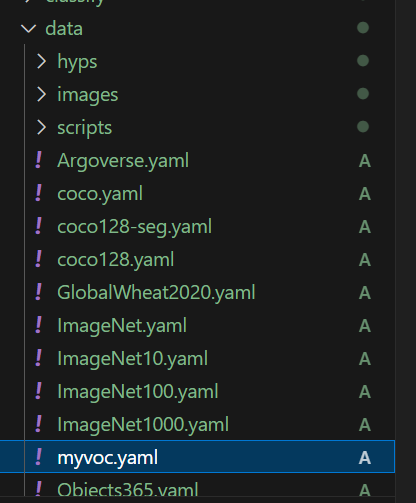 classify
data
hyps
images
scripts
! Argoverse.yaml A
! coco.yaml A
! coco128-seg.yaml A
! coco128.yaml A
! GlobalWheat2020.yaml A
! ImageNet.yaml A
! ImageNet10.yaml A
! ImageNet100.yaml A
! ImageNet1000.yaml A
! myvoc.yaml A
! Objects365.yaml A